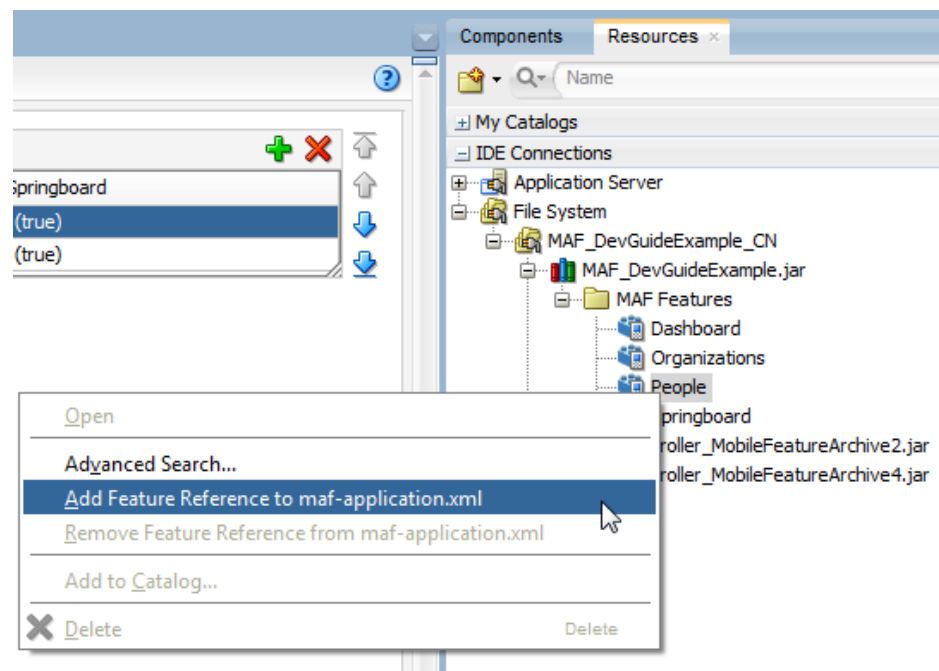 Components
Resources
Name
My Catalogs
IDE Connections
Springboard
Application Server
(true)
File System
(true)
MAF_DevGuideExample_CN
MAF_DevGuideExample.jar
MAF Features
Dashboard
Organizations
People
Open
pringboard
roller_MobileFeatureArchive2.jar
Advanced Search...
roller_MobileFeatureArchive4.jar
Add Feature Reference to maf-application.xml
Remove Feature Reference from maf-application.xml
Add to Catalog...
Delete Delete